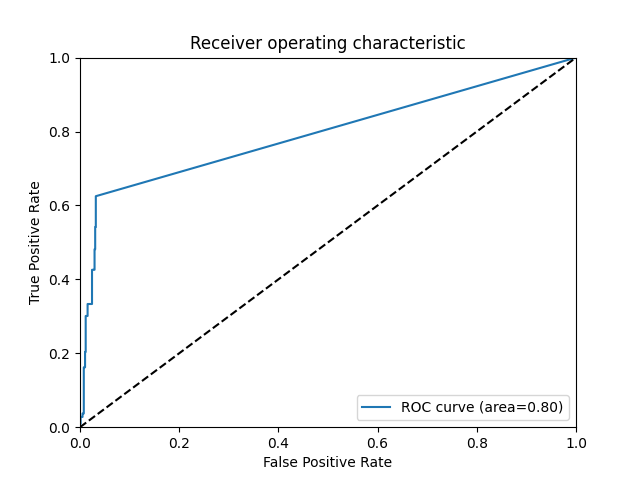 Receiver operating characteristic
True Positive Rate
1.0
0.8
0.6
0.4
0.2
0.0
ROC curve (area=0.80)
0.0 0.2 0.4 0.6 0.8 1.0
False Positive Rate